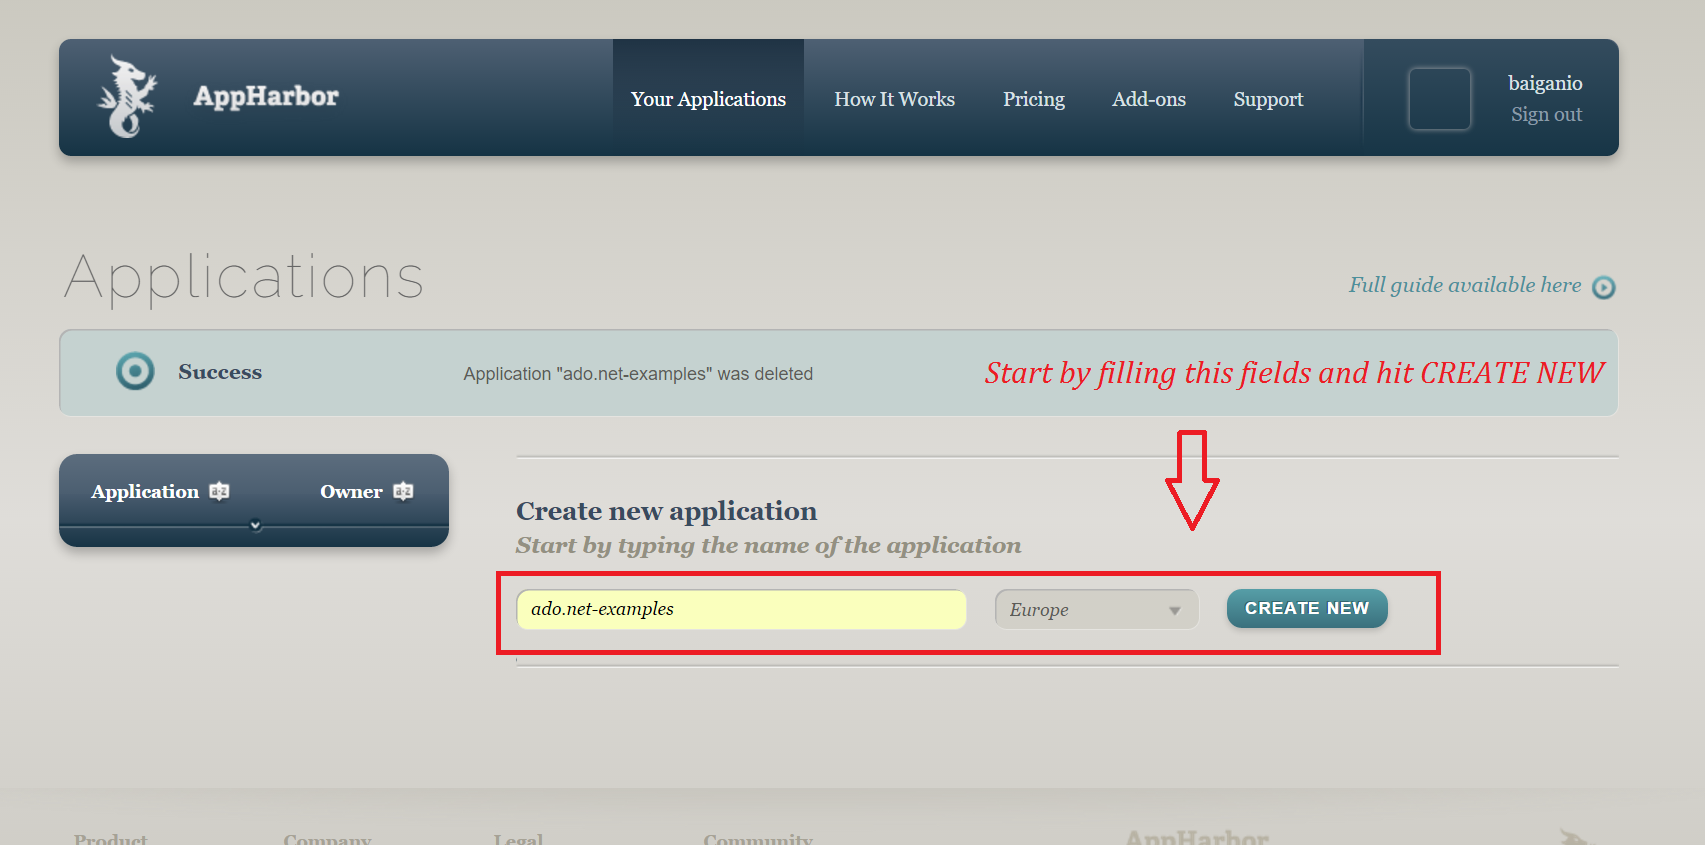 AppHarbor
Your Applications
How It Works
Pricing
Add-ons
Support
baiganio
Sign out
Applications
Full guide available here
Success
Application "ado.net-examples" was deleted
Start by filling this fields and hit CREATE NEW
Application a-z
Owner a-z
Create new application
Start by typing the name of the application
ado.net-examples
Europe
CREATE NEW
Product
Company
Legal
Community
AppHarbor